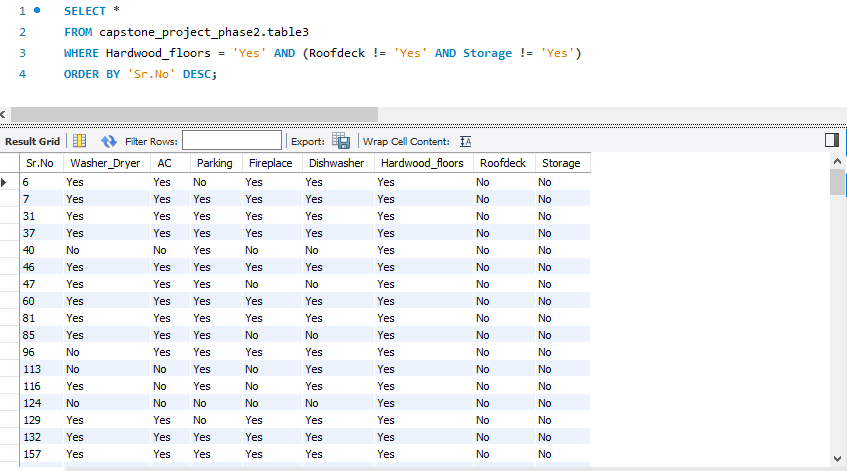 1 SELECT *
2 FROM capstone_project_phase2.table3
3 WHERE Hardwood_floors = 'Yes' AND (Roofdeck != 'Yes' AND Storage != 'Yes')
4 ORDER BY 'Sr.No' DESC;
Result Grid Filter Rows: Export: Wrap Cell Content: IA
Sr.No Washer_Dryer AC Parking Fireplace Dishwasher Hardwood_floors Roofdeck Storage
6 Yes Yes No Yes Yes Yes No No
7 Yes Yes Yes Yes Yes Yes No No
31 Yes Yes Yes Yes Yes Yes No No
37 Yes Yes Yes Yes Yes Yes No No
40 No No Yes No No Yes No No
46 Yes Yes Yes Yes Yes Yes No No
47 Yes Yes Yes No No Yes No No
60 Yes Yes Yes Yes Yes Yes No No
81 Yes Yes Yes Yes Yes Yes No No
85 Yes Yes Yes No No Yes No No
96 No Yes Yes Yes Yes Yes No No
113 No No Yes No Yes Yes No No
116 Yes No Yes No Yes Yes No No
124 No No No No No Yes No No
129 Yes Yes No Yes Yes Yes No No
132 Yes Yes Yes Yes Yes Yes No No
157 Yes Yes Yes Yes Yes Yes No No